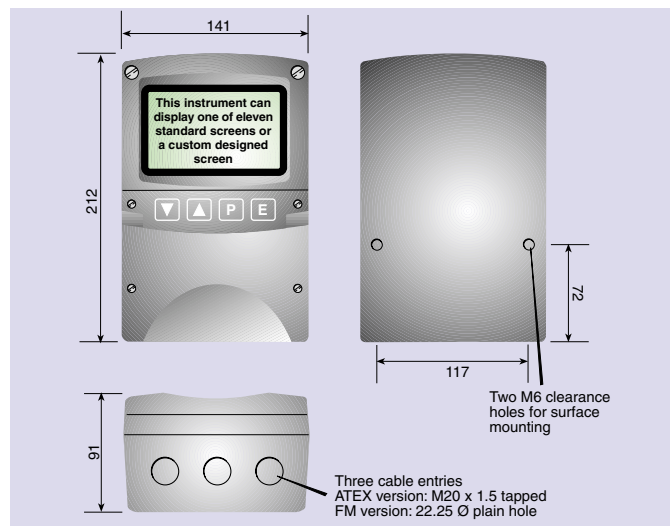 141
This instrument can
display one of eleven
standard screens or
a custom designed
screen
212
P E
72
117
Two M6 clearance
holes for surface
mounting
91
Three cable entries
ATEX version: M20 x 1.5 tapped
FM version: 22.25 Ø plain hole